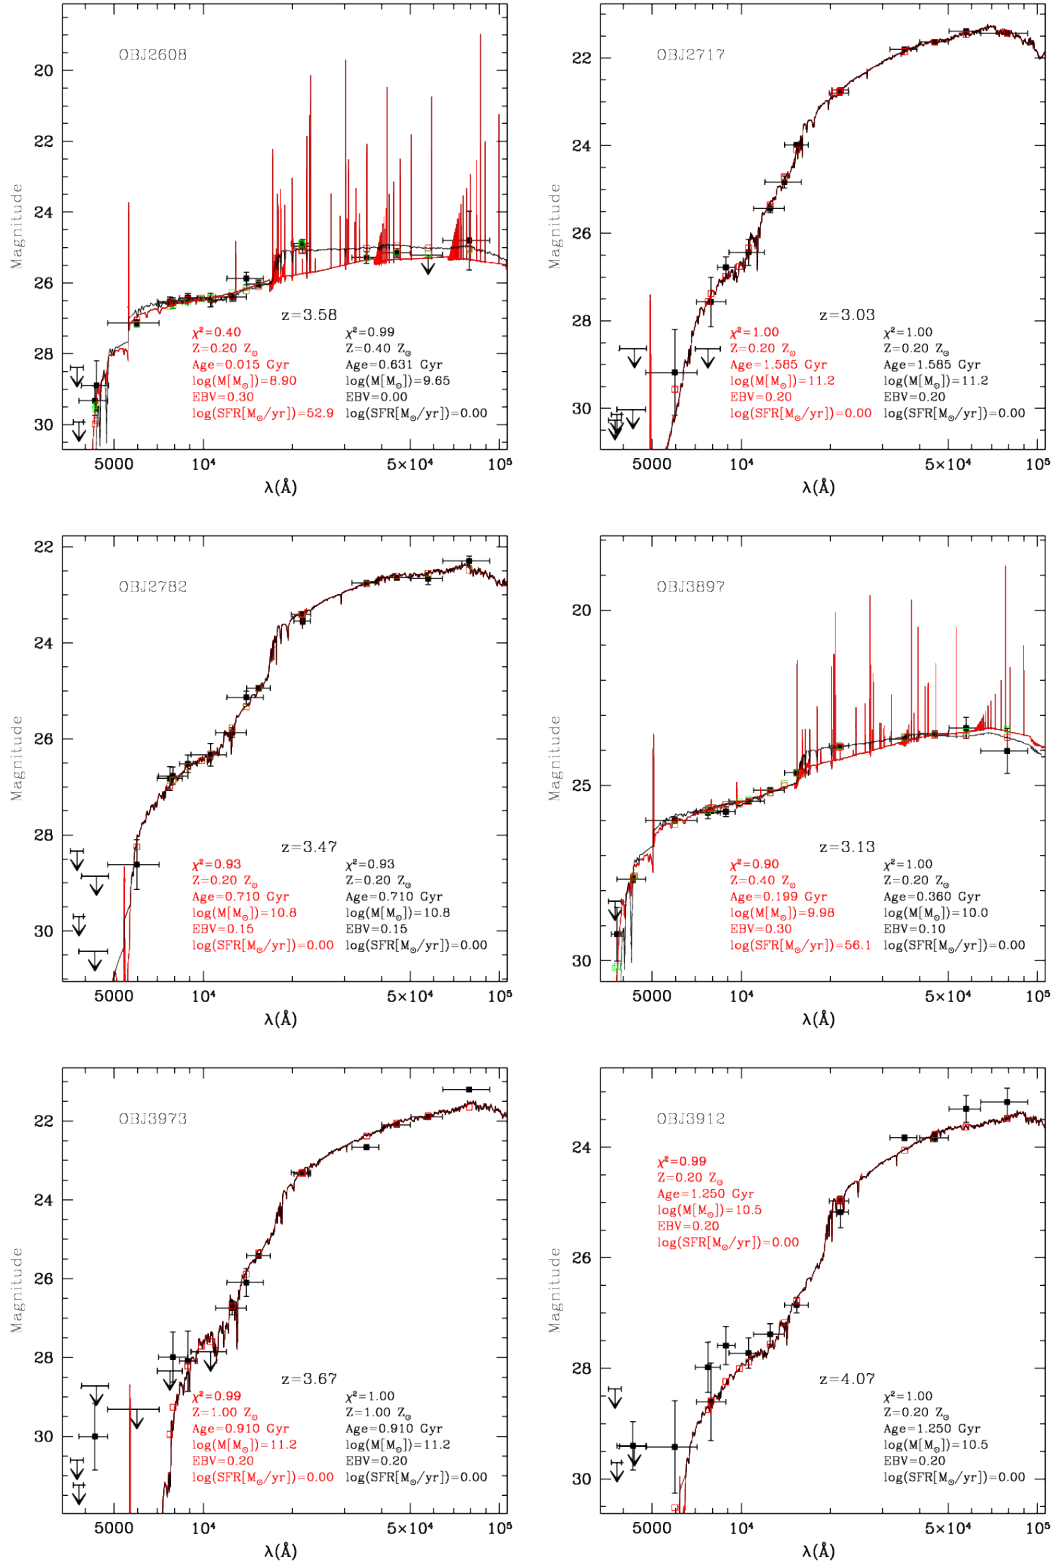 OBJ2608
20
22
24
26
28
30
Magnitude
z=3.58
χ²=0.40
Z=0.20 Z⊙
Age=0.015 Gyr
log(M[M⊙])=8.90
EBV=0.30
log(SFR[M⊙/yr])=52.9
χ²=0.99
Z=0.40 Z⊙
Age=0.631 Gyr
log(M[M⊙])=9.65
EBV=0.00
log(SFR[M⊙/yr])=0.00
5000 10⁴ 5×10⁴ 10⁵
λ(Å)
OBJ2717
22
24
26
28
30
Magnitude
z=3.03
χ²=1.00
Z=0.20 Z⊙
Age=1.585 Gyr
log(M[M⊙])=11.2
EBV=0.20
log(SFR[M⊙/yr])=0.00
χ²=1.00
Z=0.20 Z⊙
Age=1.585 Gyr
log(M[M⊙])=11.2
EBV=0.20
log(SFR[M⊙/yr])=0.00
5000 10⁴ 5×10⁴ 10⁵
λ(Å)
OBJ2782
22
24
26
28
30
Magnitude
z=3.47
χ²=0.93
Z=0.20 Z⊙
Age=0.710 Gyr
log(M[M⊙])=10.8
EBV=0.15
log(SFR[M⊙/yr])=0.00
χ²=0.93
Z=0.20 Z⊙
Age=0.710 Gyr
log(M[M⊙])=10.8
EBV=0.15
log(SFR[M⊙/yr])=0.00
5000 10⁴ 5×10⁴ 10⁵
λ(Å)
OBJ3897
20
25
30
Magnitude
z=3.13
χ²=0.90
Z=0.40 Z⊙
Age=0.199 Gyr
log(M[M⊙])=9.98
EBV=0.30
log(SFR[M⊙/yr])=56.1
χ²=1.00
Z=0.20 Z⊙
Age=0.360 Gyr
log(M[M⊙])=10.0
EBV=0.10
log(SFR[M⊙/yr])=0.00
5000 10⁴ 5×10⁴ 10⁵
λ(Å)
OBJ3973
22
24
26
28
30
Magnitude
z=3.67
χ²=0.99
Z=1.00 Z⊙
Age=0.910 Gyr
log(M[M⊙])=11.2
EBV=0.20
log(SFR[M⊙/yr])=0.00
χ²=1.00
Z=1.00 Z⊙
Age=0.910 Gyr
log(M[M⊙])=11.2
EBV=0.20
log(SFR[M⊙/yr])=0.00
5000 10⁴ 5×10⁴ 10⁵
λ(Å)
OBJ3912
24
26
28
30
Magnitude
χ²=0.99
Z=0.20 Z⊙
Age=1.250 Gyr
log(M[M⊙])=10.5
EBV=0.20
log(SFR[M⊙/yr])=0.00
z=4.07
χ²=1.00
Z=0.20 Z⊙
Age=1.250 Gyr
log(M[M⊙])=10.5
EBV=0.20
log(SFR[M⊙/yr])=0.00
5000 10⁴ 5×10⁴ 10⁵
λ(Å)